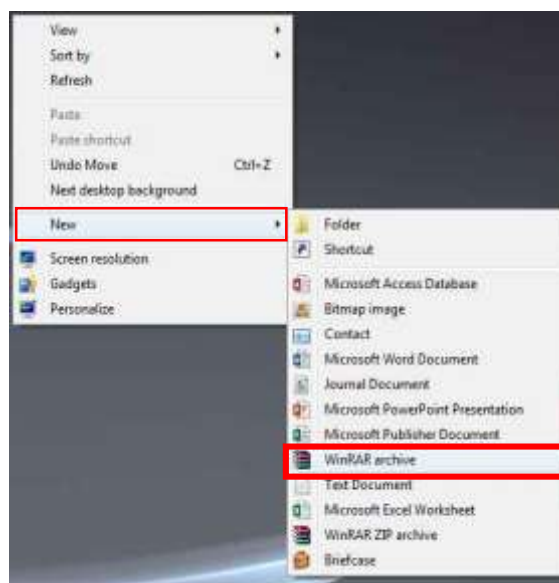 View
Sort by
Refresh
Paste
Paste shortcut
Undo Move Ctrl+Z
Next desktop background
New
Screen resolution
Gadgets
Personalize
Folder
Shortcut
Microsoft Access Database
Bitmap image
Contact
Microsoft Word Document
Journal Document
Microsoft PowerPoint Presentation
Microsoft Publisher Document
WinRAR archive
Text Document
Microsoft Excel Worksheet
WinRAR ZIP archive
Briefcase